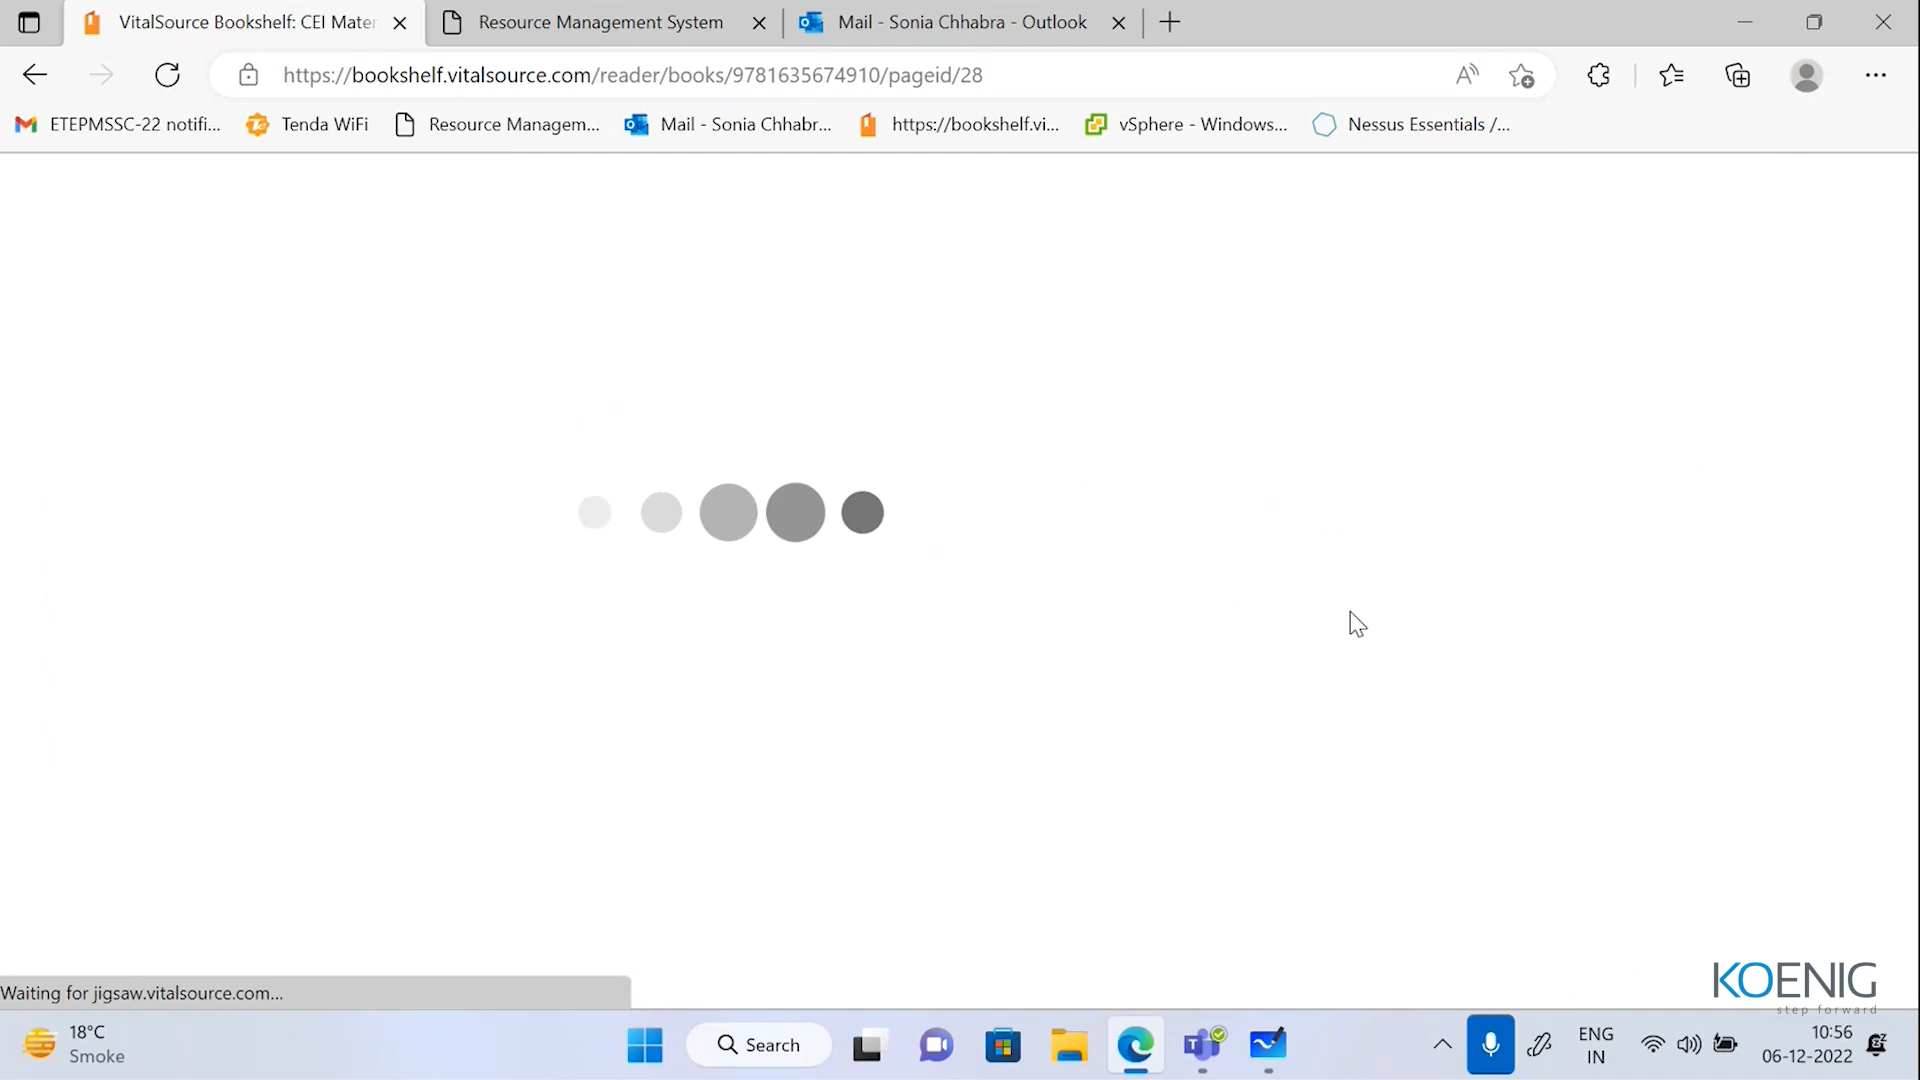 VitalSource Bookshelf: CEI Mater
Resource Management System
Mail - Sonia Chhabra - Outlook
https://bookshelf.vitalsource.com/reader/books/9781635674910/pageid/28
ETEPMSSC-22 notifi...
Tenda WiFi
Resource Managem...
Mail - Sonia Chhabr...
https://bookshelf.vi...
vSphere - Windows...
Nessus Essentials /...
Waiting for jigsaw.vitalsource.com...
KOENIG
step forward
18°C
Smoke
Search
ENG
IN
10:56
06-12-2022